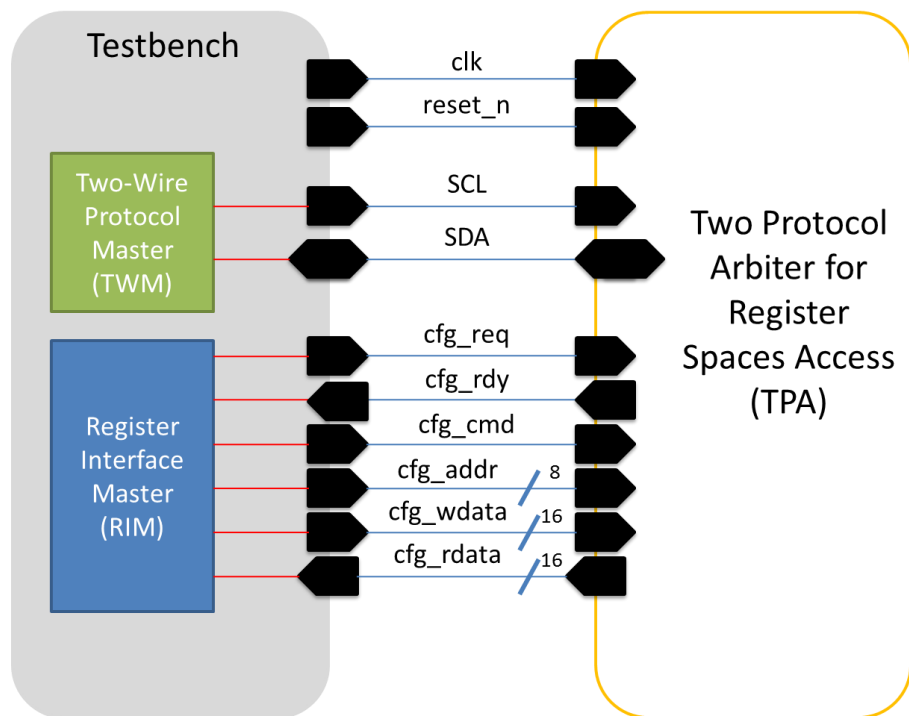 Testbench
clk
reset_n
Two-Wire
Protocol
Master
(TWM)
SCL
SDA
Register
Interface
Master
(RIM)
cfg_req
cfg_rdy
cfg_cmd
cfg_addr
8
cfg_wdata
16
cfg_rdata
16
Two Protocol
Arbiter for
Register
Spaces Access
(TPA)